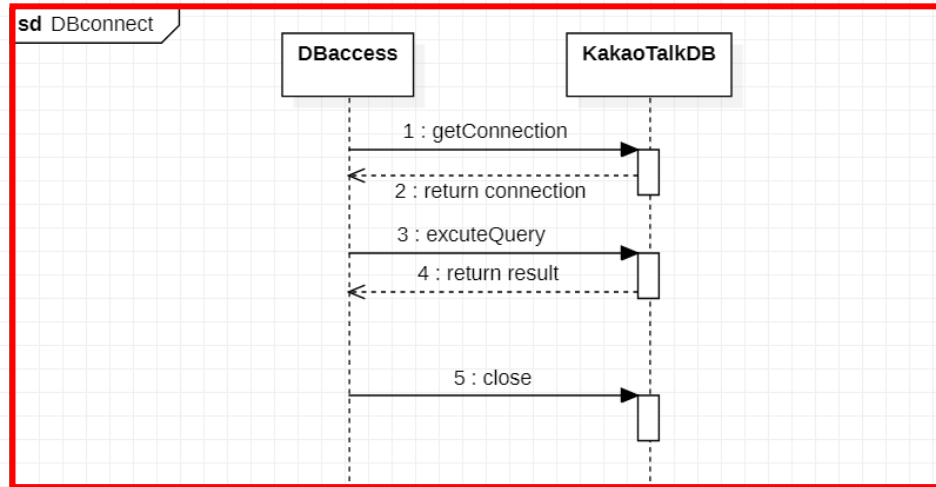 sd DBconnect
DBaccess
KakaoTalkDB
1 : getConnection
2 : return connection
3 : excuteQuery
4 : return result
5 : close